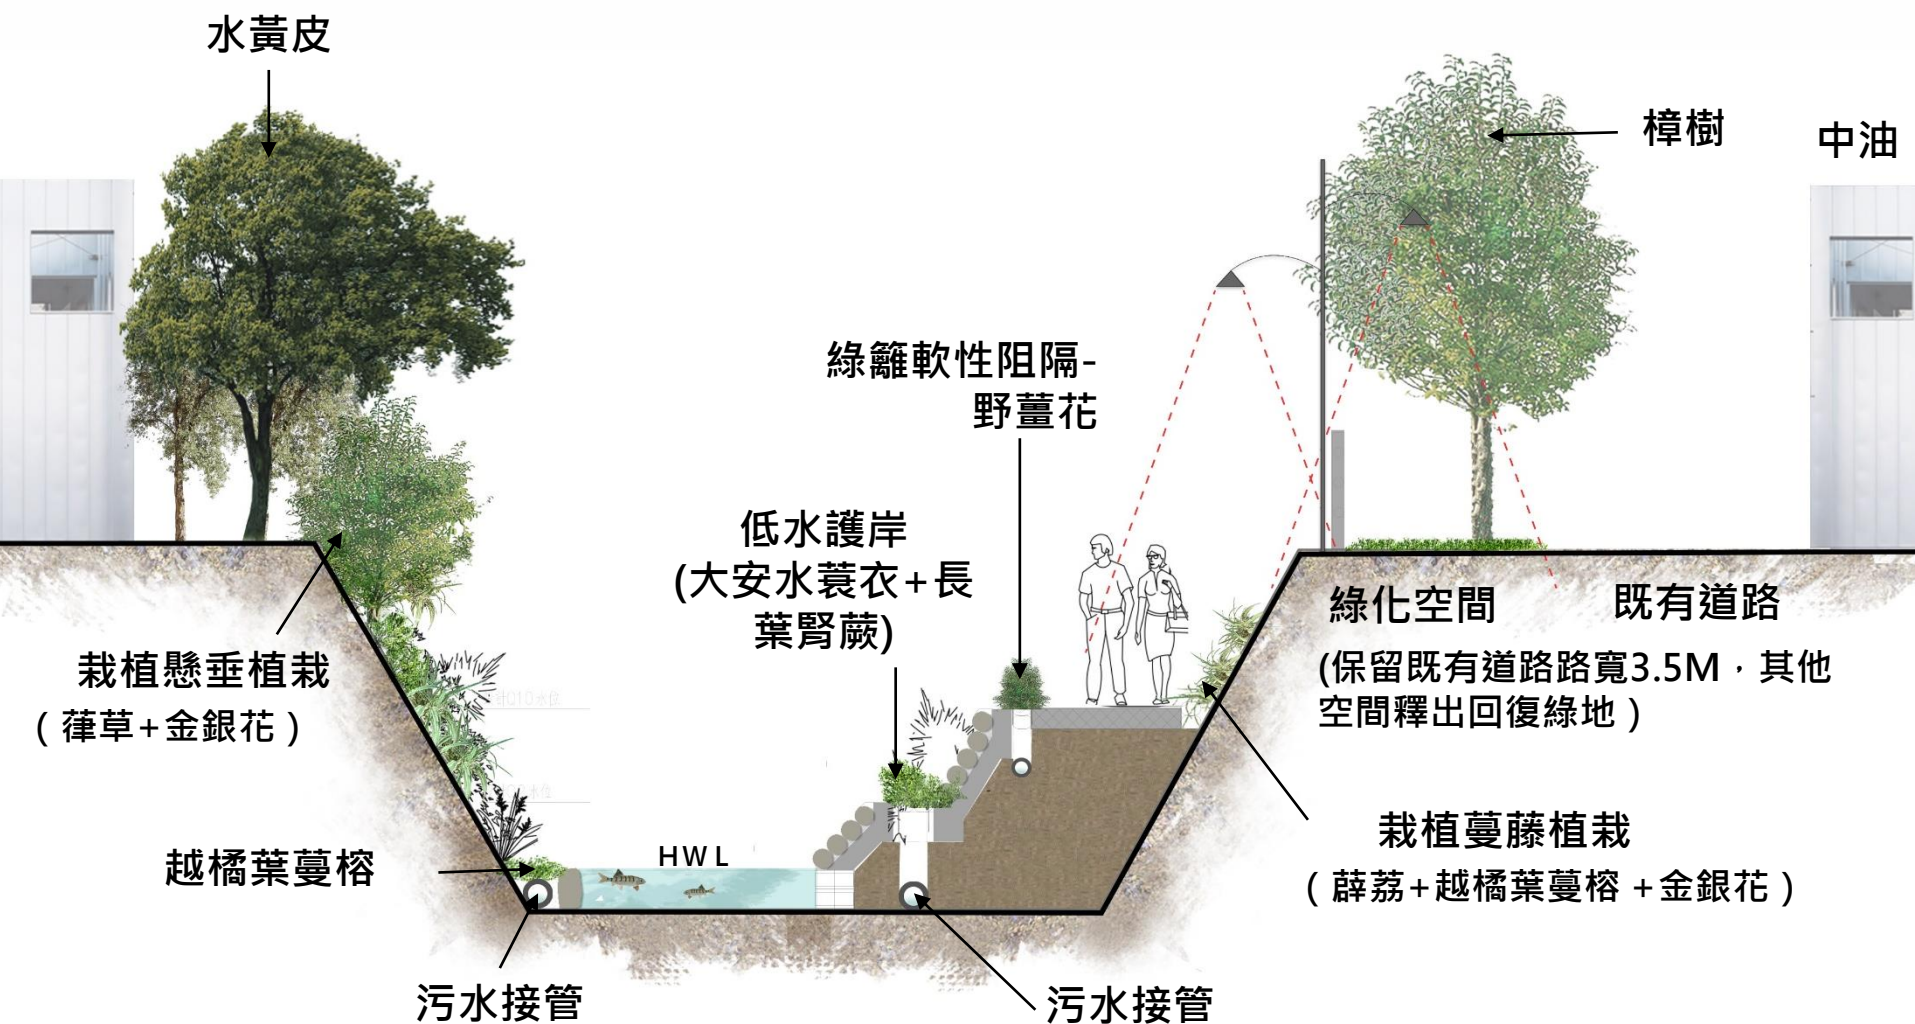 水黃皮
樟樹
中油
綠籬軟性阻隔-
野薑花
低水護岸
(大安水蓑衣+長
葉腎蕨)
綠化空間
既有道路
(保留既有道路路寬3.5M，其他
空間釋出回復綠地)
栽植懸垂植栽
(葎草+金銀花)
栽植蔓藤植栽
(薜荔+越橘葉蔓榕 +金銀花)
HWL
越橘葉蔓榕
污水接管
污水接管